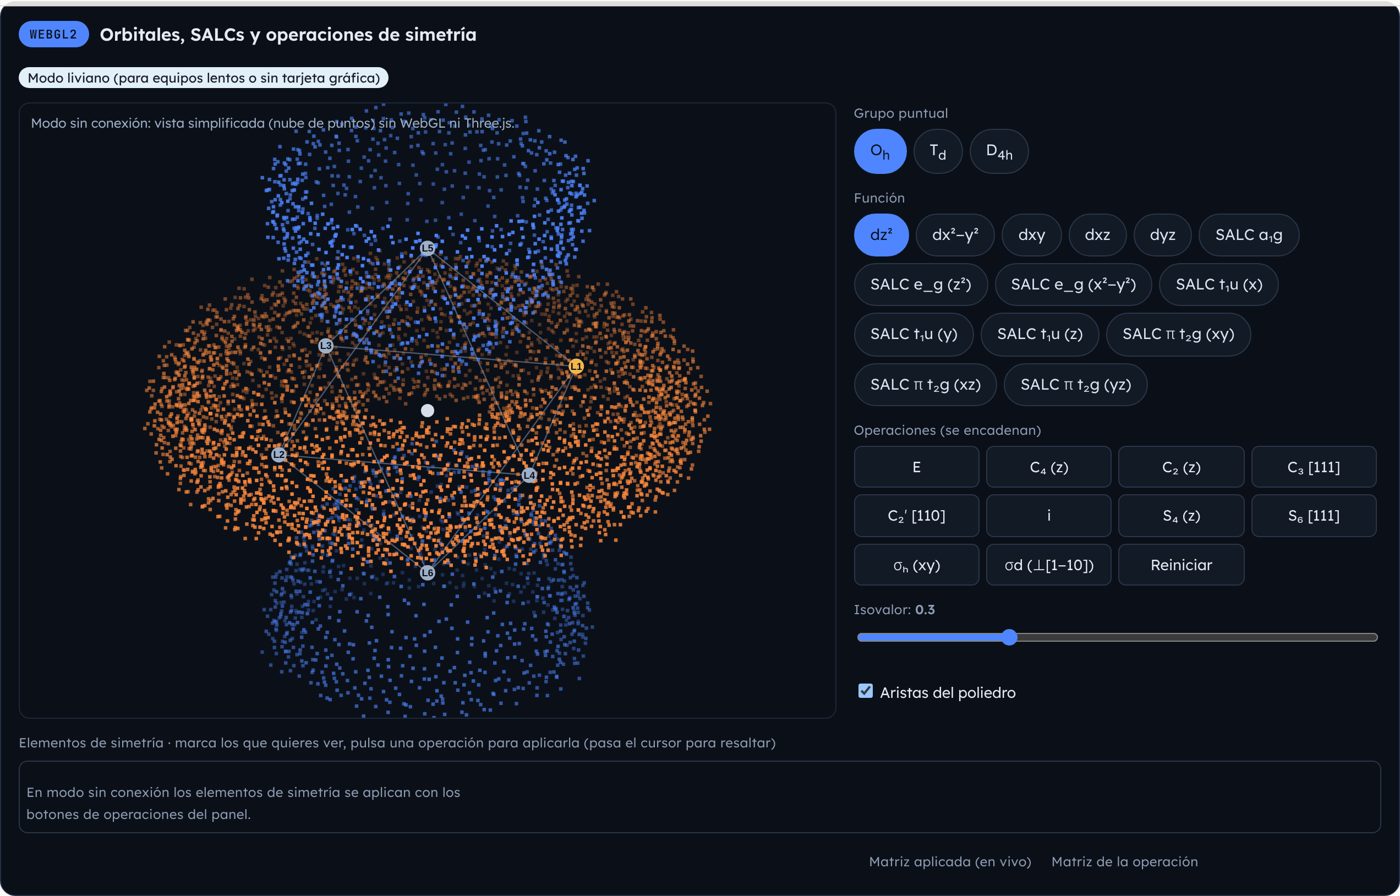 WEBGL2 Orbitales, SALCs y operaciones de simetría
Modo liviano (para equipos lentos o sin tarjeta gráfica)
Modo sin conexión: vista simplificada (nube de puntos) sin WebGL ni Three.js.
L5
L3
L1
L2
L4
L6
Grupo puntual
Oₕ T_d D₄ₕ
Función
dz² dx²−y² dxy dxz dyz SALC a₁g
SALC e_g (z²) SALC e_g (x²−y²) SALC t₁u (x)
SALC t₁u (y) SALC t₁u (z) SALC π t₂g (xy)
SALC π t₂g (xz) SALC π t₂g (yz)
Operaciones (se encadenan)
E C₄ (z) C₂ (z) C₃ [111]
C₂′ [110] i S₄ (z) S₆ [111]
σₕ (xy) σd (⊥[1−10]) Reiniciar
Isovalor: 0.3
Aristas del poliedro
Elementos de simetría · marca los que quieres ver, pulsa una operación para aplicarla (pasa el cursor para resaltar)
En modo sin conexión los elementos de simetría se aplican con los
botones de operaciones del panel.
Matriz aplicada (en vivo) Matriz de la operación